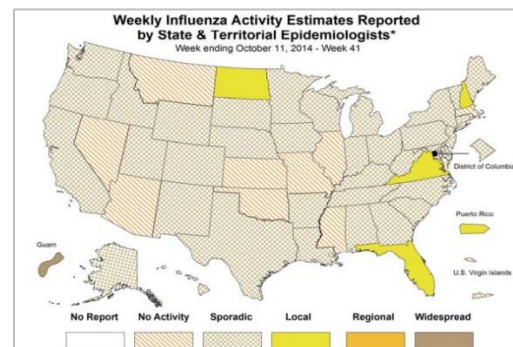 Weekly Influenza Activity Estimates Reported
by State & Territorial Epidemiologists*
Week ending October 11, 2014 - Week 41
District of Columbia
Puerto Rico
Guam
U.S. Virgin Islands
No Report No Activity Sporadic Local Regional Widespread